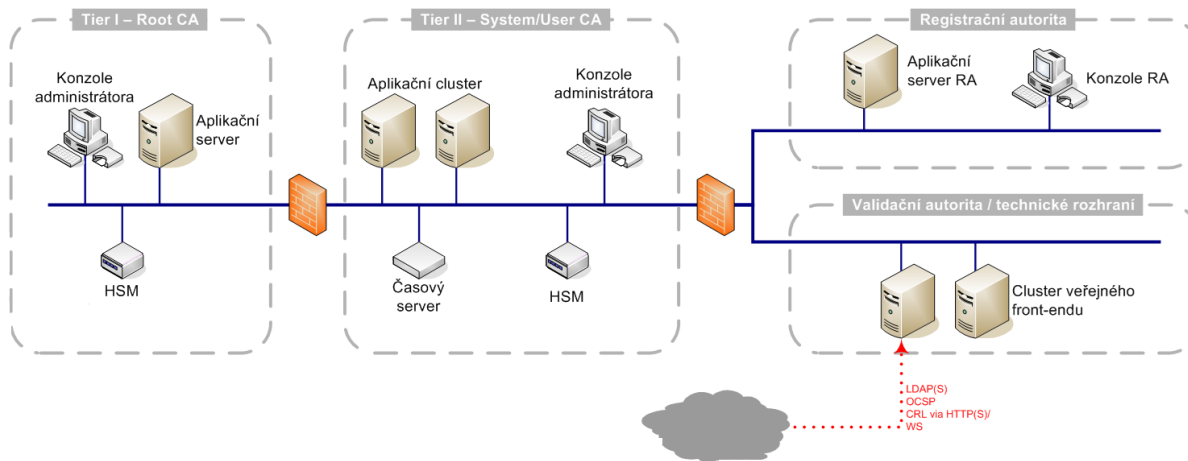 Tier I – Root CA
Konzole
administrátora
Aplikační
server
HSM
Tier II – System/User CA
Aplikační cluster
Konzole
administrátora
Časový
server
HSM
Registrační autorita
Aplikační
server RA
Konzole RA
Validační autorita / technické rozhraní
Cluster veřejného
front-endu
LDAP(S)
OCSP
CRL via HTTP(S)/
WS